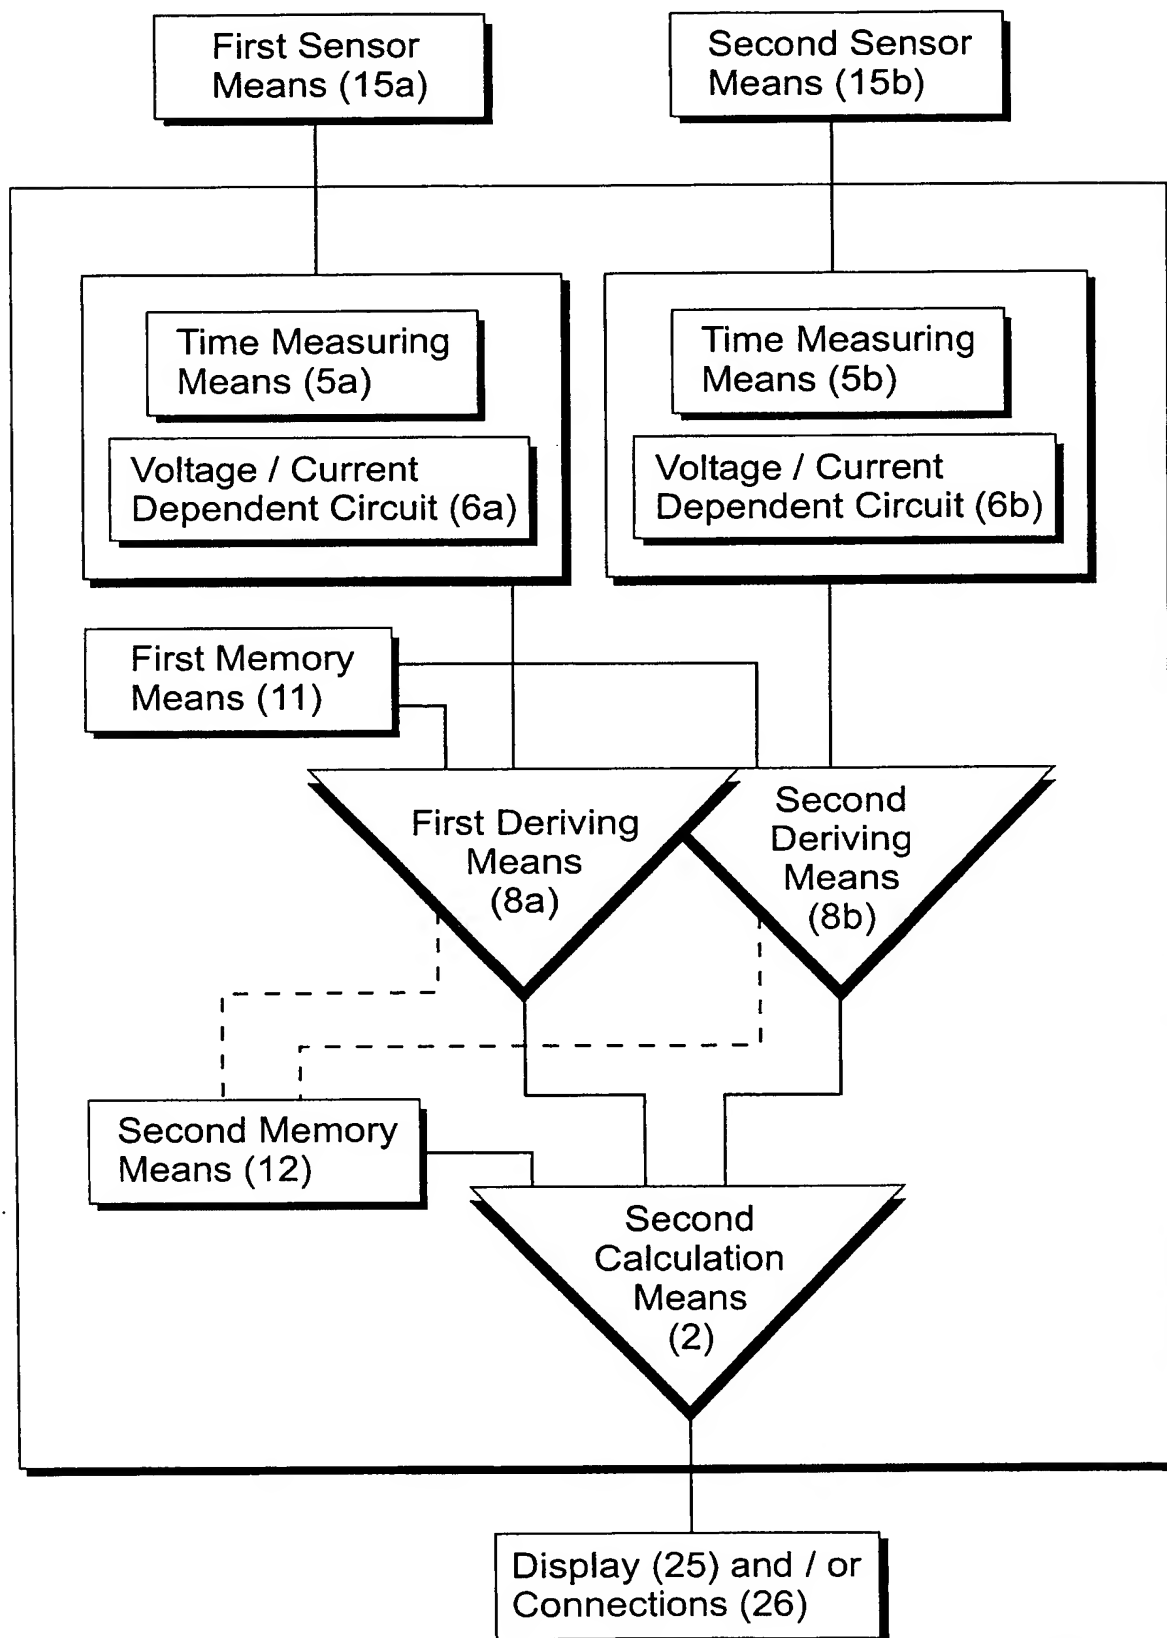 First Sensor
Means (15a)
Second Sensor
Means (15b)
Time Measuring
Means (5a)
Voltage / Current
Dependent Circuit (6a)
Time Measuring
Means (5b)
Voltage / Current
Dependent Circuit (6b)
First Memory
Means (11)
First Deriving
Means
(8a)
Second
Deriving
Means
(8b)
Second Memory
Means (12)
Second
Calculation
Means
(2)
Display (25) and / or
Connections (26)